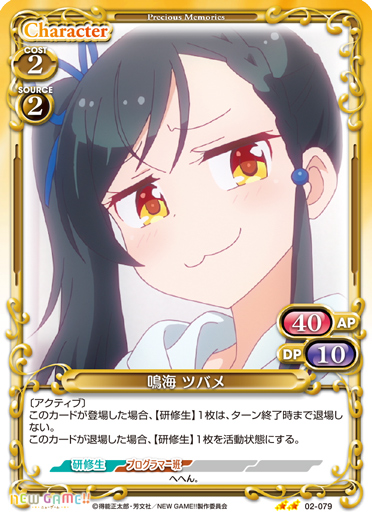 Precious Memories
Character
COST
2
SOURCE
2
40 AP
DP 10
鳴海 ツバメ
［アクティブ］
このカードが登場した場合、【研修生】1枚は、ターン終了時まで退場し
ない。
このカードが退場した場合、【研修生】1枚を活動状態にする。
研修生 プログラマー班
へへん。
NEW GAME!!
©得能正太郎・芳文社／NEW GAME!!製作委員会
02-079